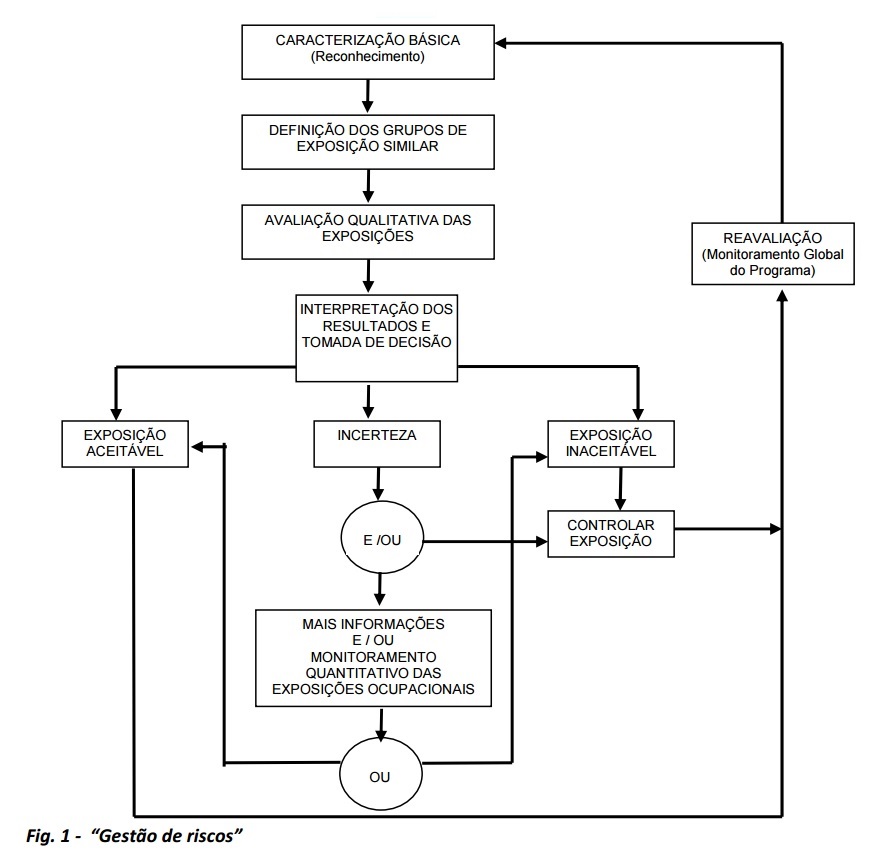 CARACTERIZAÇÃO BÁSICA
(Reconhecimento)
DEFINIÇÃO DOS GRUPOS DE
EXPOSIÇÃO SIMILAR
AVALIAÇÃO QUALITATIVA DAS
EXPOSIÇÕES
REAVALIAÇÃO
(Monitoramento Global
do Programa)
INTERPRETAÇÃO DOS
RESULTADOS E
TOMADA DE DECISÃO
EXPOSIÇÃO
ACEITÁVEL
INCERTEZA
EXPOSIÇÃO
INACEITÁVEL
E /OU
CONTROLAR
EXPOSIÇÃO
MAIS INFORMAÇÕES
E / OU
MONITORAMENTO
QUANTITATIVO DAS
EXPOSIÇÕES OCUPACIONAIS
OU
Fig. 1 - “Gestão de riscos”